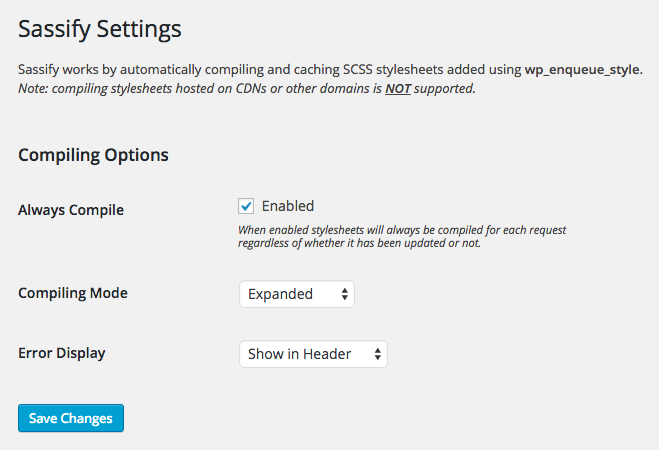 Sassify Settings
Sassify works by automatically compiling and caching SCSS stylesheets added using wp_enqueue_style.
Note: compiling stylesheets hosted on CDNs or other domains is NOT supported.
Compiling Options
Always Compile
Enabled
When enabled stylesheets will always be compiled for each request
regardless of whether it has been updated or not.
Compiling Mode
Expanded
Error Display
Show in Header
Save Changes